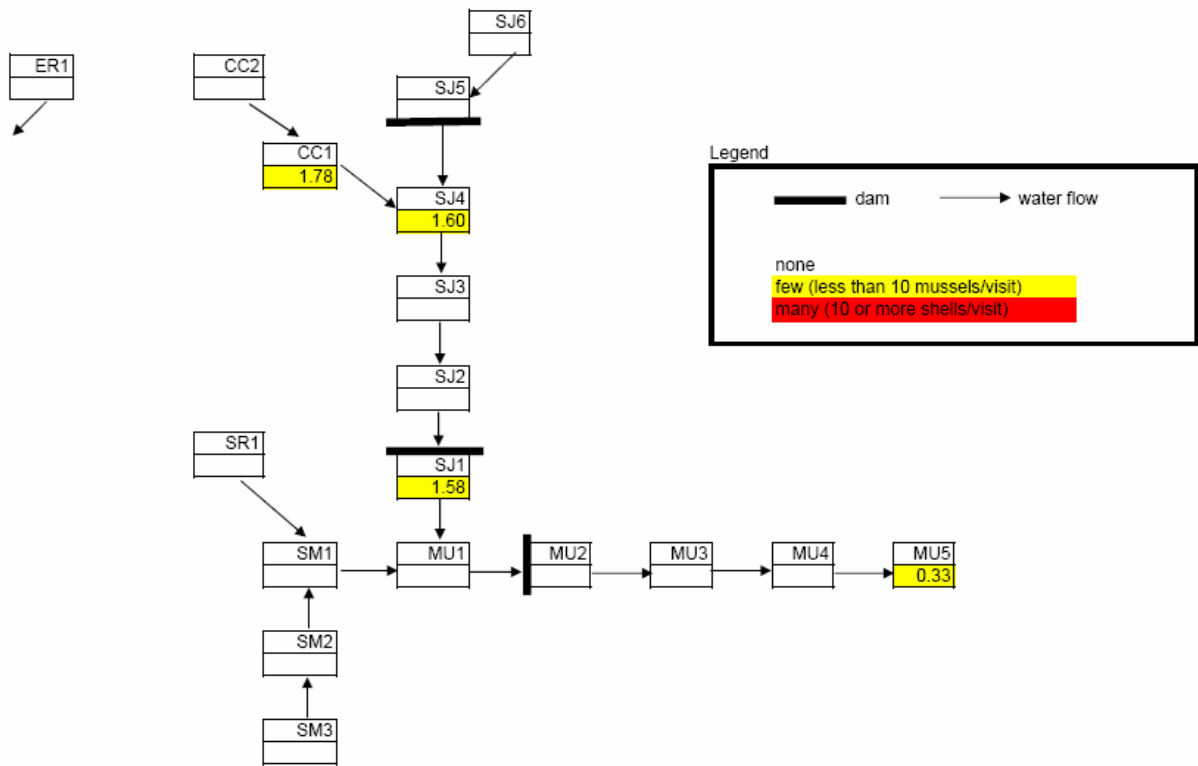 SJ6
ER1
CC2
SJ5
CC1
1.78
Legend
SJ4
1.60
dam
water flow
none
few (less than 10 mussels/visit)
many (10 or more shells/visit)
SJ3
SJ2
SR1
SJ1
1.58
SM1
MU1
MU2
MU3
MU4
MU5
0.33
SM2
SM3